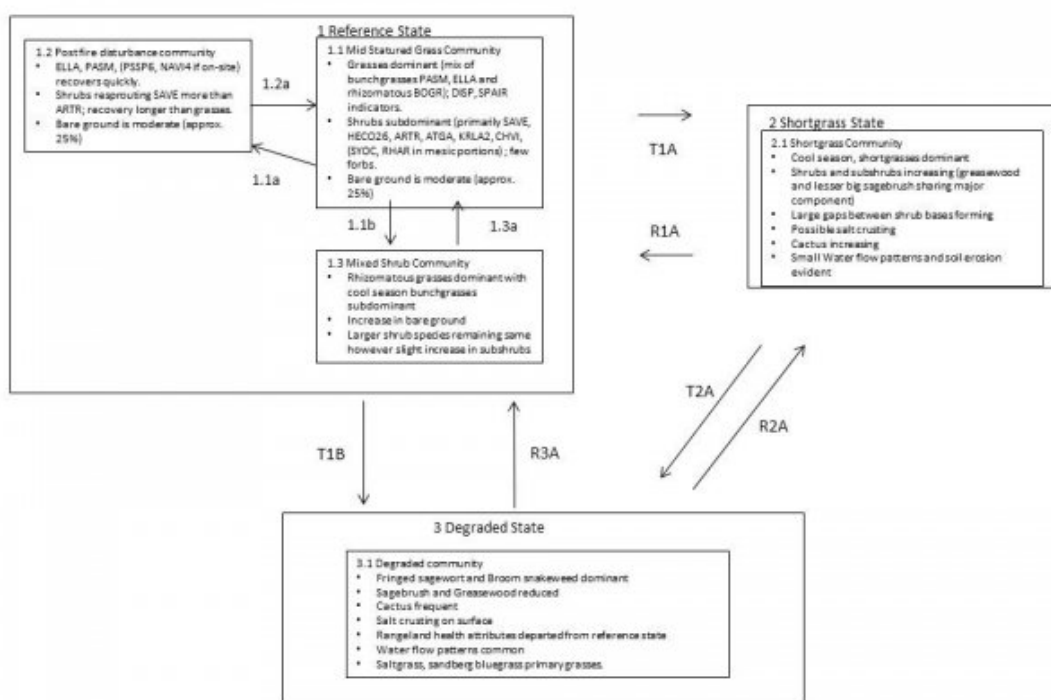 1 Reference State
1.2 Postfire disturbance community
• ELLA, PASM, (PSSP6, NAVI4 if on-site)
recovers quickly.
• Shrubs resprouting SAVE more than
ARTR; recovery longer than grasses.
• Bare ground is moderate (approx.
25%)
1.2a
1.1a
1.1 Mid Statured Grass Community
• Grasses dominant (mix of
bunchgrasses PASM, ELLA and
rhizomatous BOGR); DISP, SPAIR
indicators.
• Shrubs subdominant (primarily SAVE,
HECO26, ARTR, ATGA, KRLA2, CHVI,
(SYOC, RHAR in mesic portions) ; few
forbs.
• Bare ground is moderate (approx.
25%)
1.1b
1.3a
1.3 Mixed Shrub Community
• Rhizomatous grasses dominant with
cool season bunchgrasses
subdominant
• Increase in bare ground
• Larger shrub species remaining same
however slight increase in subshrubs
T1A
R1A
2 Shortgrass State
2.1 Shortgrass Community
• Cool season, shortgrasses dominant
• Shrubs and subshrubs increasing (greasewood
and lesser big sagebrush sharing major
component)
• Large gaps between shrub bases forming
• Possible salt crusting
• Cactus increasing
• Small Water flow patterns and soil erosion
evident
T2A
R2A
T1B
R3A
3 Degraded State
3.1 Degraded community
• Fringed sagewort and Broom snakeweed dominant
• Sagebrush and Greasewood reduced
• Cactus frequent
• Salt crusting on surface
• Rangeland health attributes departed from reference state
• Water flow patterns common
• Saltgrass, sandberg bluegrass primary grasses.